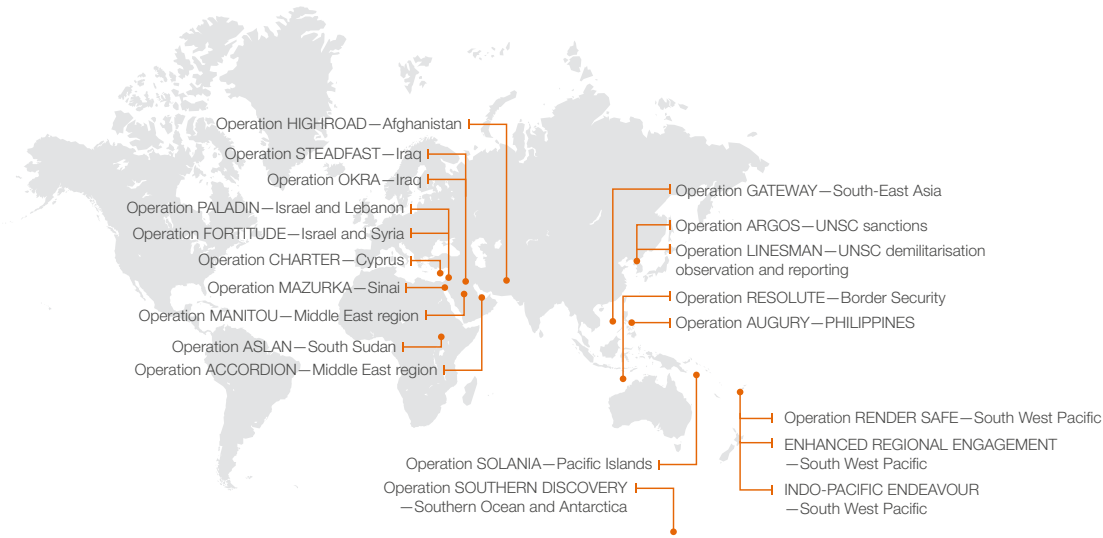 Operation HIGHROAD—Afghanistan
Operation STEADFAST—Iraq
Operation OKRA—Iraq
Operation PALADIN—Israel and Lebanon
Operation FORTITUDE—Israel and Syria
Operation CHARTER—Cyprus
Operation MAZURKA—Sinai
Operation MANITOU—Middle East region
Operation ASLAN—South Sudan
Operation ACCORDION—Middle East region
Operation GATEWAY—South-East Asia
Operation ARGOS—UNSC sanctions
Operation LINESMAN—UNSC demilitarisation
observation and reporting
Operation RESOLUTE—Border Security
Operation AUGURY—PHILIPPINES
Operation RENDER SAFE—South West Pacific
ENHANCED REGIONAL ENGAGEMENT
—South West Pacific
INDO-PACIFIC ENDEAVOUR
—South West Pacific
Operation SOLANIA—Pacific Islands
Operation SOUTHERN DISCOVERY
—Southern Ocean and Antarctica